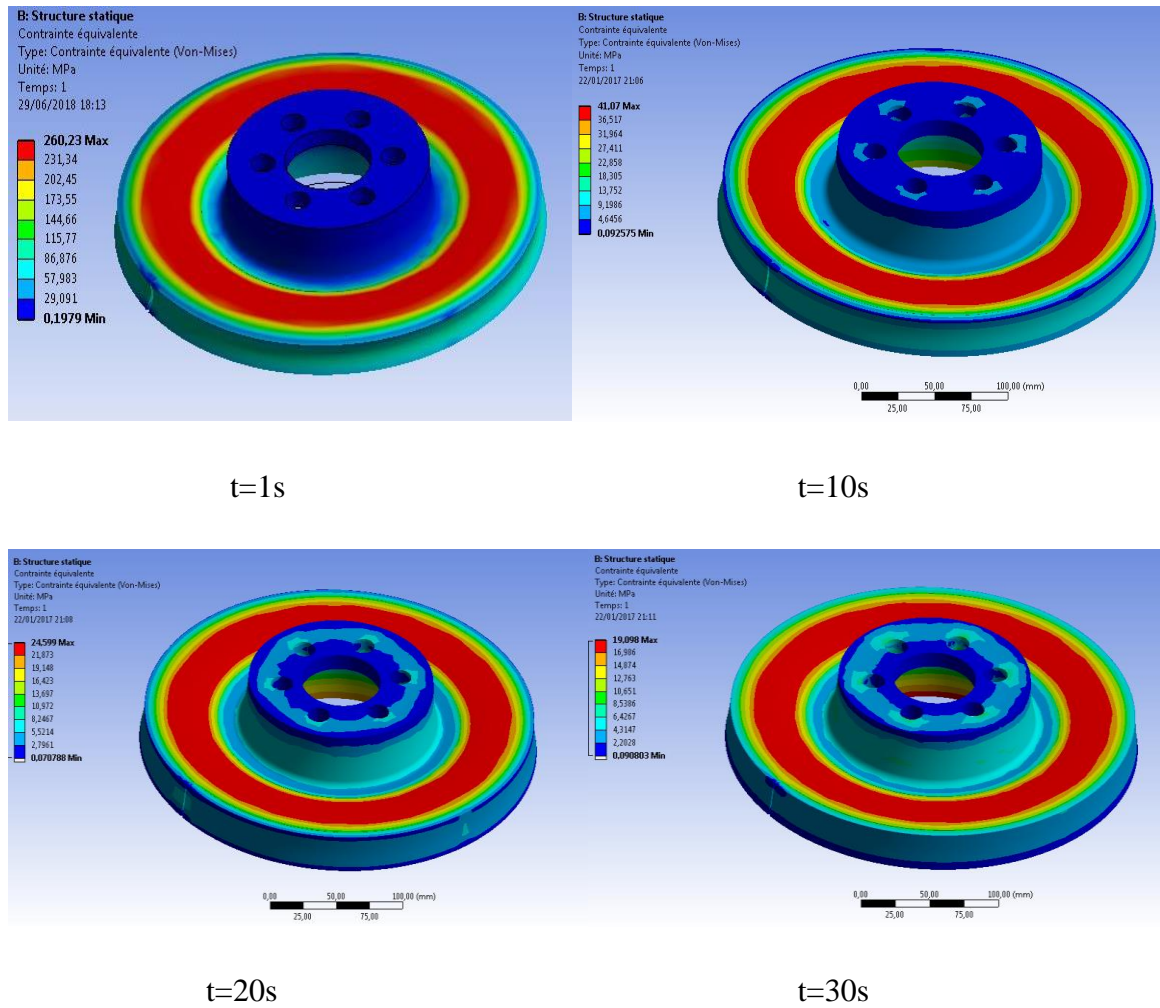 B: Structure statique
Contrainte équivalente
Type: Contrainte équivalente (Von-Mises)
Unité: MPa
Temps: 1
29/06/2018 18:13
260,23 Max
231,34
202,45
173,55
144,66
115,77
86,876
57,983
29,091
0,1979 Min
B: Structure statique
Contrainte équivalente
Type: Contrainte équivalente (Von-Mises)
Unité: MPa
Temps: 1
22/01/2017 21:06
41,07 Max
36,517
31,964
27,411
22,858
18,305
13,752
9,1986
4,6456
0,092575 Min
0,00 50,00 100,00 (mm)
25,00 75,00
t=1s t=10s
B: Structure statique
Contrainte équivalente
Type: Contrainte équivalente (Von-Mises)
Unité: MPa
Temps: 1
22/01/2017 21:08
24,599 Max
21,873
19,148
16,423
13,697
10,972
8,2467
5,5214
2,7961
0,070788 Min
0,00 50,00 100,00 (mm)
25,00 75,00
B: Structure statique
Contrainte équivalente
Type: Contrainte équivalente (Von-Mises)
Unité: MPa
Temps: 1
22/01/2017 21:11
19,098 Max
16,986
14,874
12,763
10,651
8,5386
6,4267
4,3147
2,2028
0,090803 Min
0,00 50,00 100,00 (mm)
25,00 75,00
t=20s t=30s